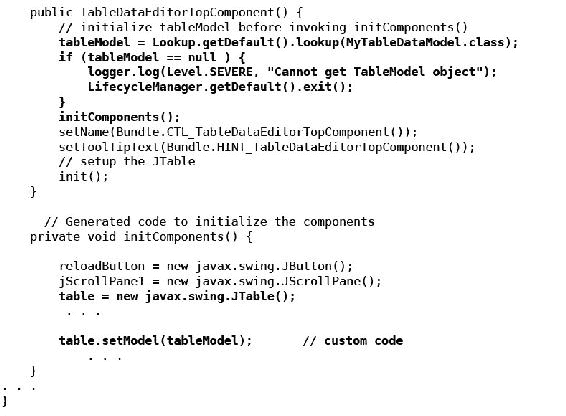 public TableDataEditorTopComponent() {
// initialize tableModel before invoking initComponents()
tableModel = Lookup.getDefault().lookup(MyTableDataModel.class);
if (tableModel == null ) {
logger.log(Level.SEVERE, "Cannot get TableModel object");
LifecycleManager.getDefault().exit();
}
initComponents();
setName(Bundle.CTL_TableDataEditorTopComponent());
setToolTipText(Bundle.HINT_TableDataEditorTopComponent());
// setup the JTable
init();
}
// Generated code to initialize the components
private void initComponents() {
reloadButton = new javax.swing.JButton();
jScrollPane1 = new javax.swing.JScrollPane();
table = new javax.swing.JTable();
. . .
table.setModel(tableModel); // custom code
. . .
}
. . .
}